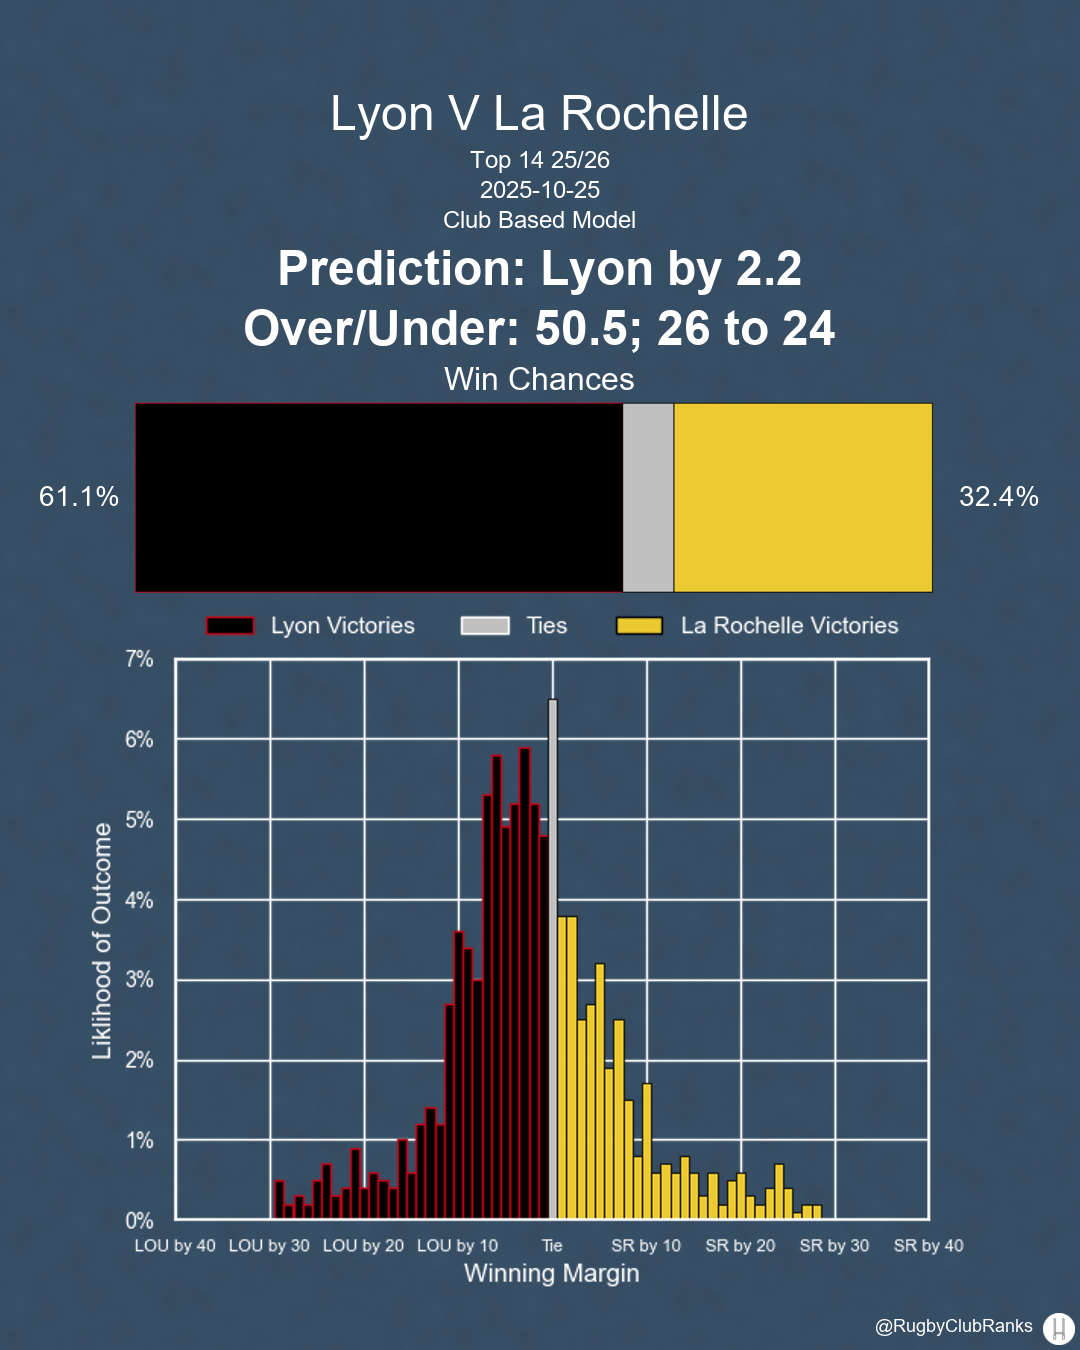 Lyon V La Rochelle
Top 14 25/26
2025-10-25
Club Based Model
Prediction: Lyon by 2.2
Over/Under: 50.5; 26 to 24
Win Chances
61.1%
32.4%
Lyon Victories
Ties
La Rochelle Victories
7%
6%
5%
4%
3%
2%
1%
0%
Liklihood of Outcome
LOU by 40
LOU by 30
LOU by 20
LOU by 10
Tie
SR by 10
SR by 20
SR by 30
SR by 40
Winning Margin
@RugbyClubRanks